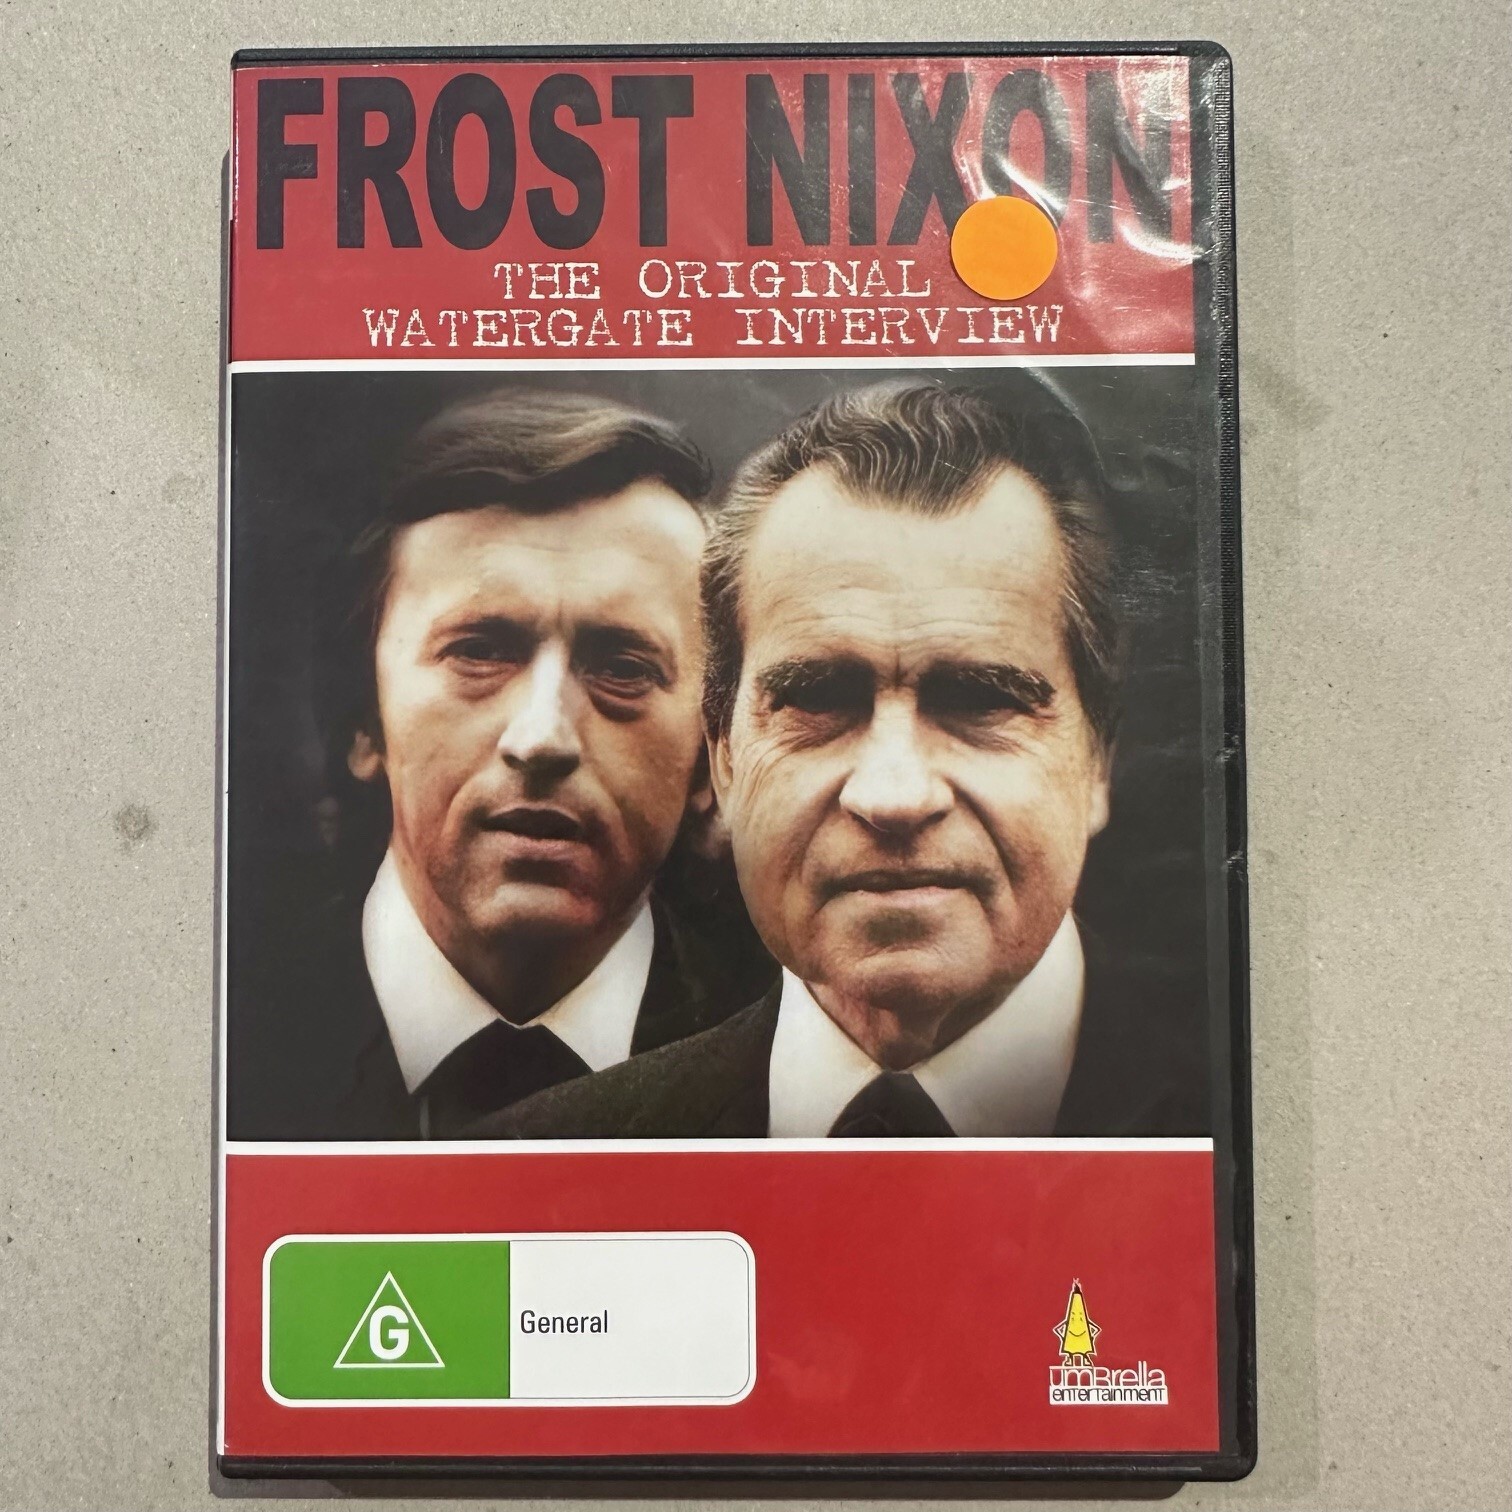 FROST NIXON
THE ORIGINAL
WATERGATE INTERVIEW
G
General
umBrella
entertainment